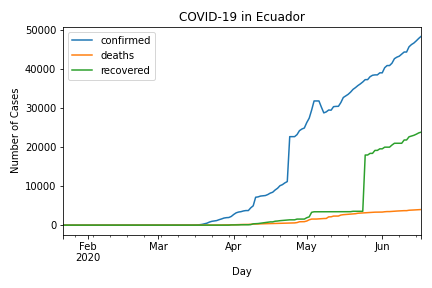 COVID-19 in Ecuador
confirmed
deaths
recovered
50000
40000
30000
20000
10000
0
Number of Cases
Feb
2020
Mar
Apr
May
Jun
Day